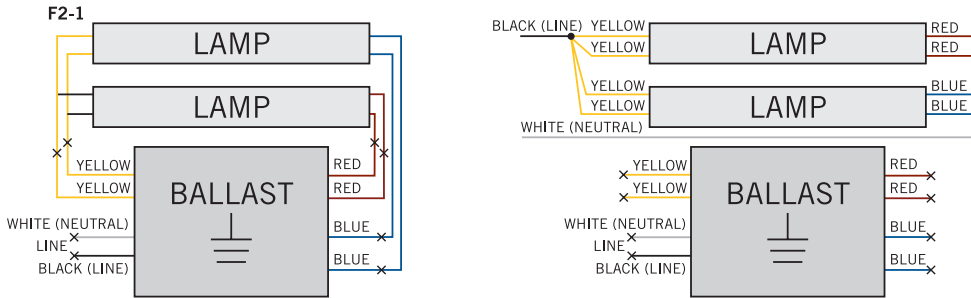 F2-1
LAMP
LAMP
YELLOW
YELLOW
WHITE (NEUTRAL)
LINE
BLACK (LINE)
BALLAST
RED
RED
BLUE
BLUE
BLACK (LINE)
YELLOW
YELLOW
LAMP
RED
RED
YELLOW
YELLOW
LAMP
BLUE
BLUE
WHITE (NEUTRAL)
YELLOW
YELLOW
WHITE (NEUTRAL)
LINE
BLACK (LINE)
BALLAST
RED
RED
BLUE
BLUE